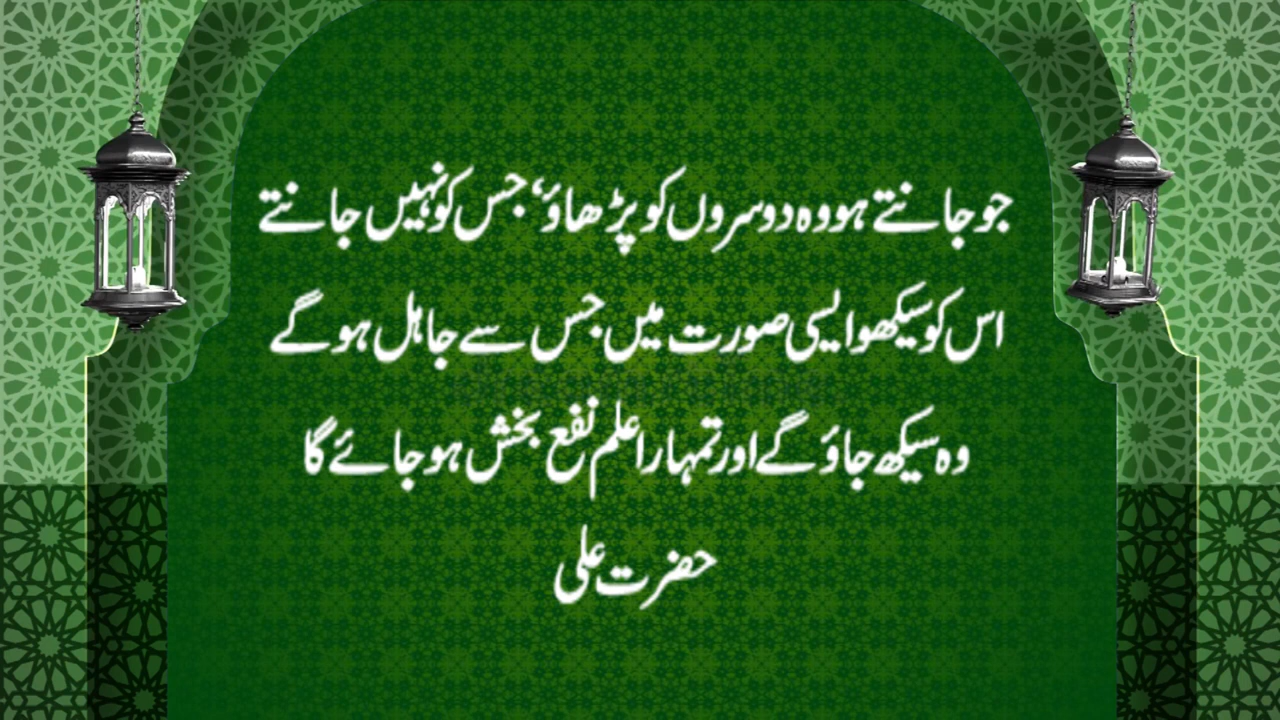 جو جانتے ہو وہ دوسروں کو پڑھاؤ‘ جس کو نہیں جانتے
اس کو سیکھو ایسی صورت میں جس سے جاہل ہو گے
وہ سیکھ جاؤ گے اور تمہارا علم نفع بخش ہو جائے گا
حضرت علی